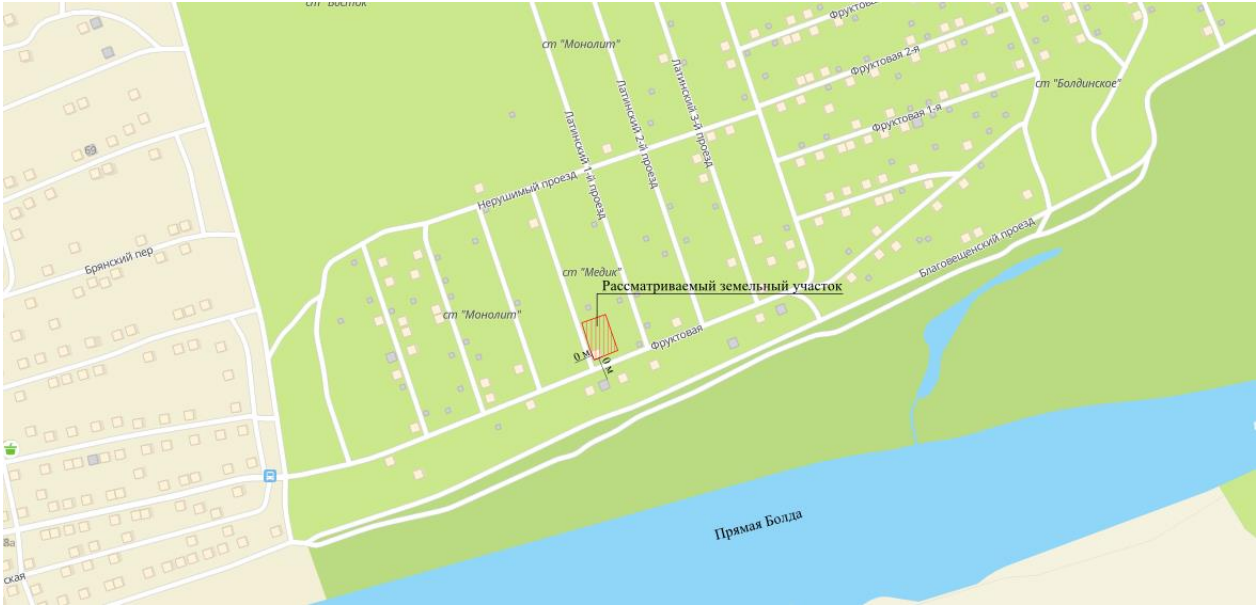 ст "Восток"
Фруктовая
ст "Монолит"
Фруктовая 2-я
ст "Болдинское"
Латинский 1-й проезд
Латинский 2-й проезд
Латинский 3-й проезд
Фруктовая 1-я
Нерушимый проезд
Брянский пер
Благовещенский проезд
ст "Медик"
Рассматриваемый земельный участок
ст "Монолит"
Фруктовая
0 м
0 м
Прямая Болда
8а
ская